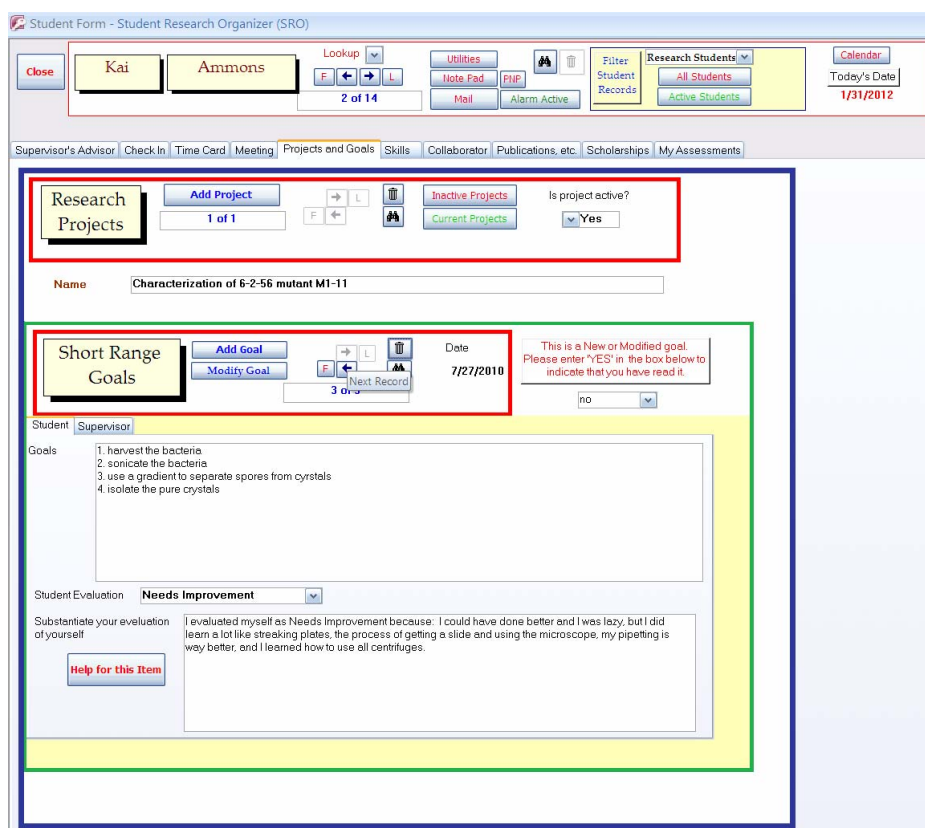 Student Form - Student Research Organizer (SRO)
Close
Kai
Ammons
Lookup
F
L
2 of 14
Utilities
Note Pad
PNP
Mail
Alarm Active
Filter
Student
Records
Research Students
All Students
Active Students
Calendar
Today's Date
1/31/2012
Supervisor's Advisor
Check In
Time Card
Meeting
Projects and Goals
Skills
Collaborator
Publications, etc.
Scholarships
My Assessments
Research
Projects
Add Project
1 of 1
L
F
Inactive Projects
Current Projects
Is project active?
Yes
Name
Characterization of 6-2-56 mutant M1-11
Short Range
Goals
Add Goal
Modify Goal
L
F
Next Record
3 of
Date
7/27/2010
This is a New or Modified goal.
Please enter "YES" in the box below to
indicate that you have read it.
no
Student
Supervisor
Goals
1. harvest the bacteria
2. sonicate the bacteria
3. use a gradient to separate spores from cyrstals
4. isolate the pure crystals
Student Evaluation
Needs Improvement
Substantiate your evaluation
of yourself
Help for this Item
I evaluated myself as Needs Improvement because: I could have done better and I was lazy, but I did
learn a lot like streaking plates, the process of getting a slide and using the microscope, my pipetting is
way better, and I learned how to use all centrifuges.